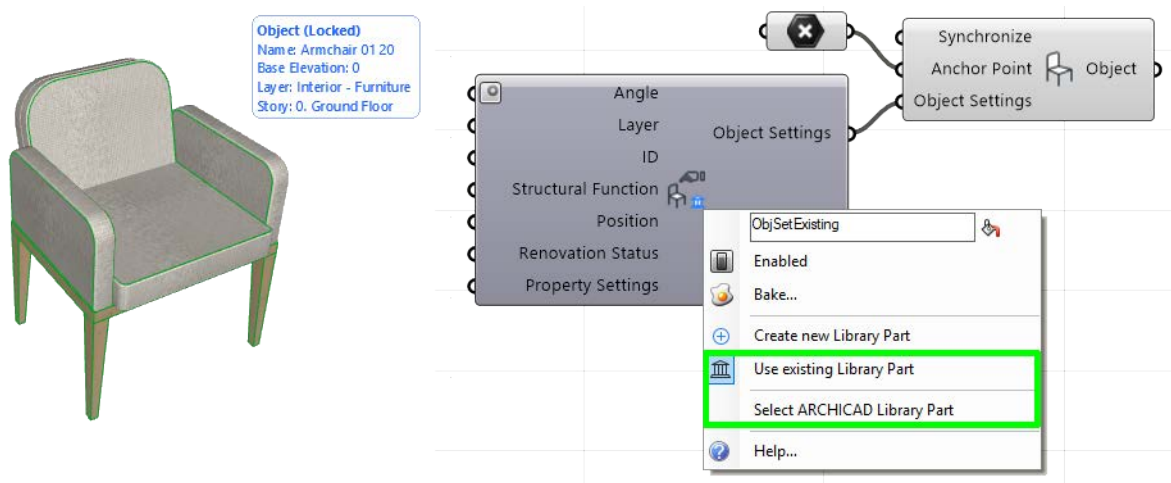 Object (Locked)
Name: Armchair 01 20
Base Elevation: 0
Layer: Interior - Furniture
Story: 0. Ground Floor
Synchronize
Anchor Point
Object
Object Settings
Angle
Layer
Object Settings
ID
Structural Function
Position
Renovation Status
Property Settings
ObjSetExisting
Enabled
Bake...
Create new Library Part
Use existing Library Part
Select ARCHICAD Library Part
Help...